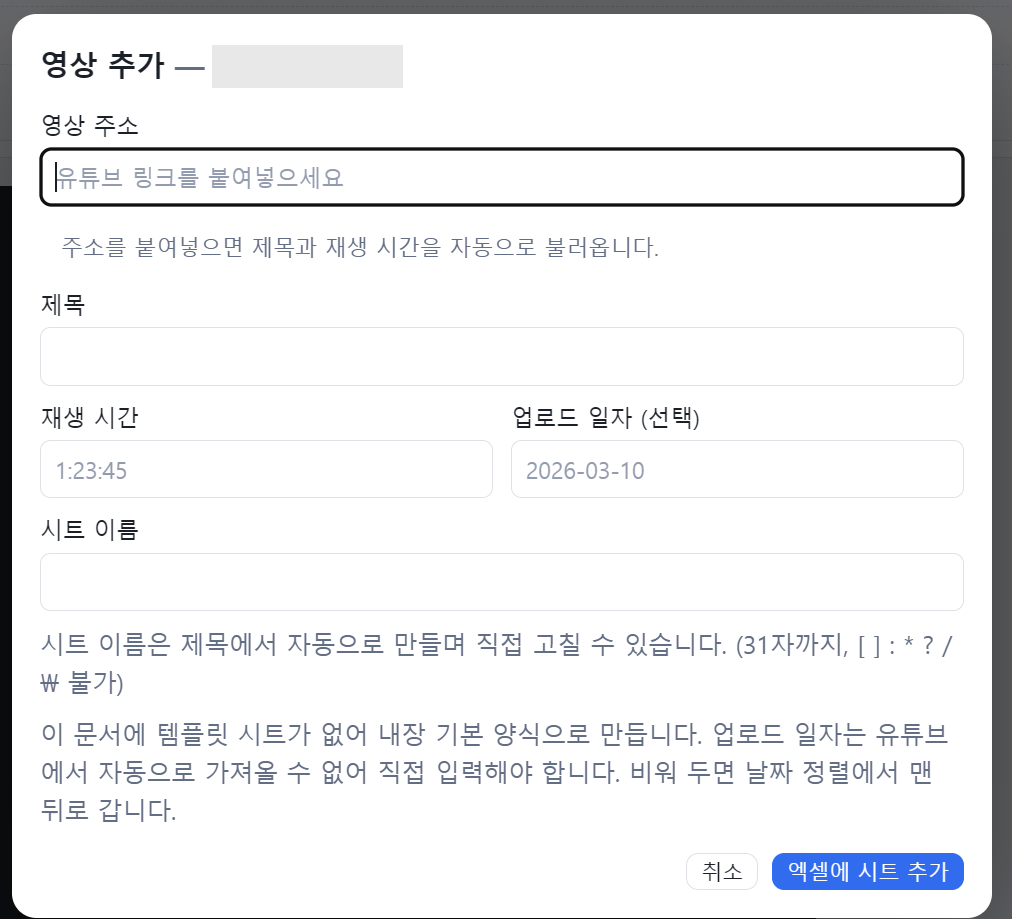 영상 추가 —
영상 주소
유튜브 링크를 붙여넣으세요
주소를 붙여넣으면 제목과 재생 시간을 자동으로 불러옵니다.
제목
재생 시간
업로드 일자 (선택)
1:23:45
2026-03-10
시트 이름
시트 이름은 제목에서 자동으로 만들며 직접 고칠 수 있습니다. (31자까지, [ ] : * ? /
₩ 불가)
이 문서에 템플릿 시트가 없어 내장 기본 양식으로 만듭니다. 업로드 일자는 유튜브
에서 자동으로 가져올 수 없어 직접 입력해야 합니다. 비워 두면 날짜 정렬에서 맨
뒤로 갑니다.
취소
엑셀에 시트 추가